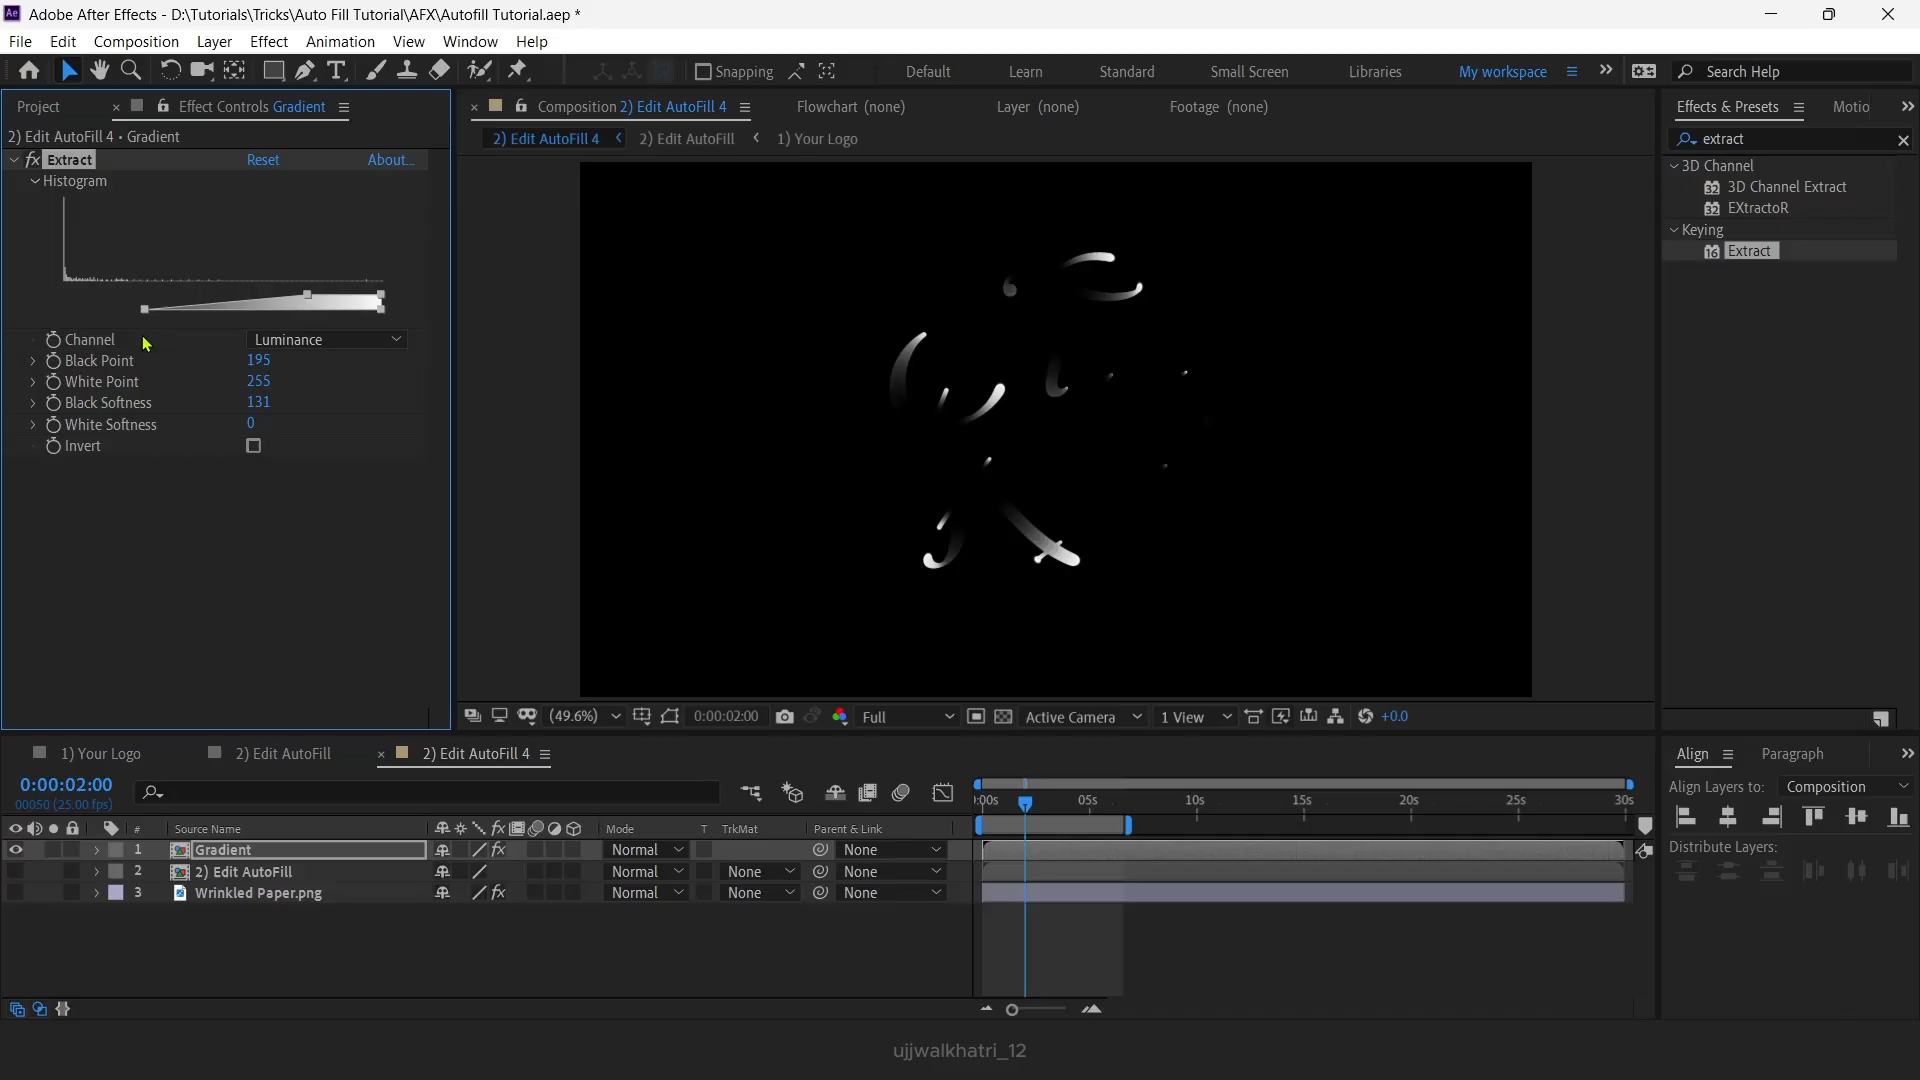 Adobe After Effects - D:\Tutorials\Tricks\Auto Fill Tutorial\AFX\Autofill Tutorial.aep *
File Edit Composition Layer Effect Animation View Window Help
Snapping Default Learn Standard Small Screen Libraries My workspace Search Help
Project Effect Controls Gradient
Composition 2) Edit AutoFill 4 Flowchart (none) Layer (none) Footage (none)
Effects & Presets Motio
2) Edit AutoFill 4 • Gradient
2) Edit AutoFill 4 2) Edit AutoFill 1) Your Logo
extract
fx Extract Reset About...
Histogram
3D Channel
32 3D Channel Extract
32 EXtractoR
Keying
16 Extract
Channel Luminance
Black Point 195
White Point 255
Black Softness 131
White Softness 0
Invert
(49.6%) 0:00:02:00 Full Active Camera 1 View +0.0
1) Your Logo 2) Edit AutoFill 2) Edit AutoFill 4
Align Paragraph
0:00:02:00
00050 (25.00 fps)
Align Layers to: Composition
):00s 05s 10s 15s 20s 25s 30s
# Source Name fx Mode T TrkMat Parent & Link
Distribute Layers:
1 Gradient fx Normal None
2 2) Edit AutoFill Normal None None
3 Wrinkled Paper.png fx Normal None None
ujjwalkhatri_12